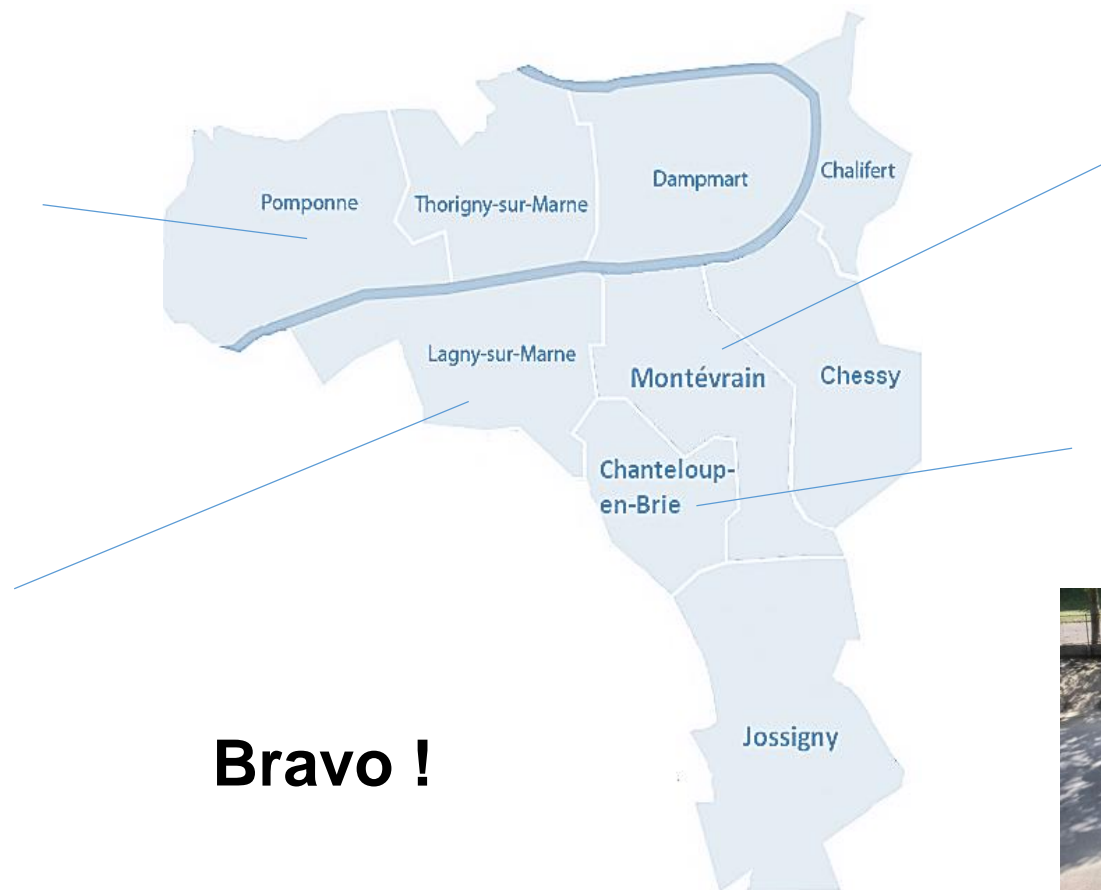 Chalifert
Dampmart
Pomponne
Thorigny-sur-Marne
Lagny-sur-Marne
Montévrain
Chessy
Chanteloup-
en-Brie
Jossigny
Bravo !